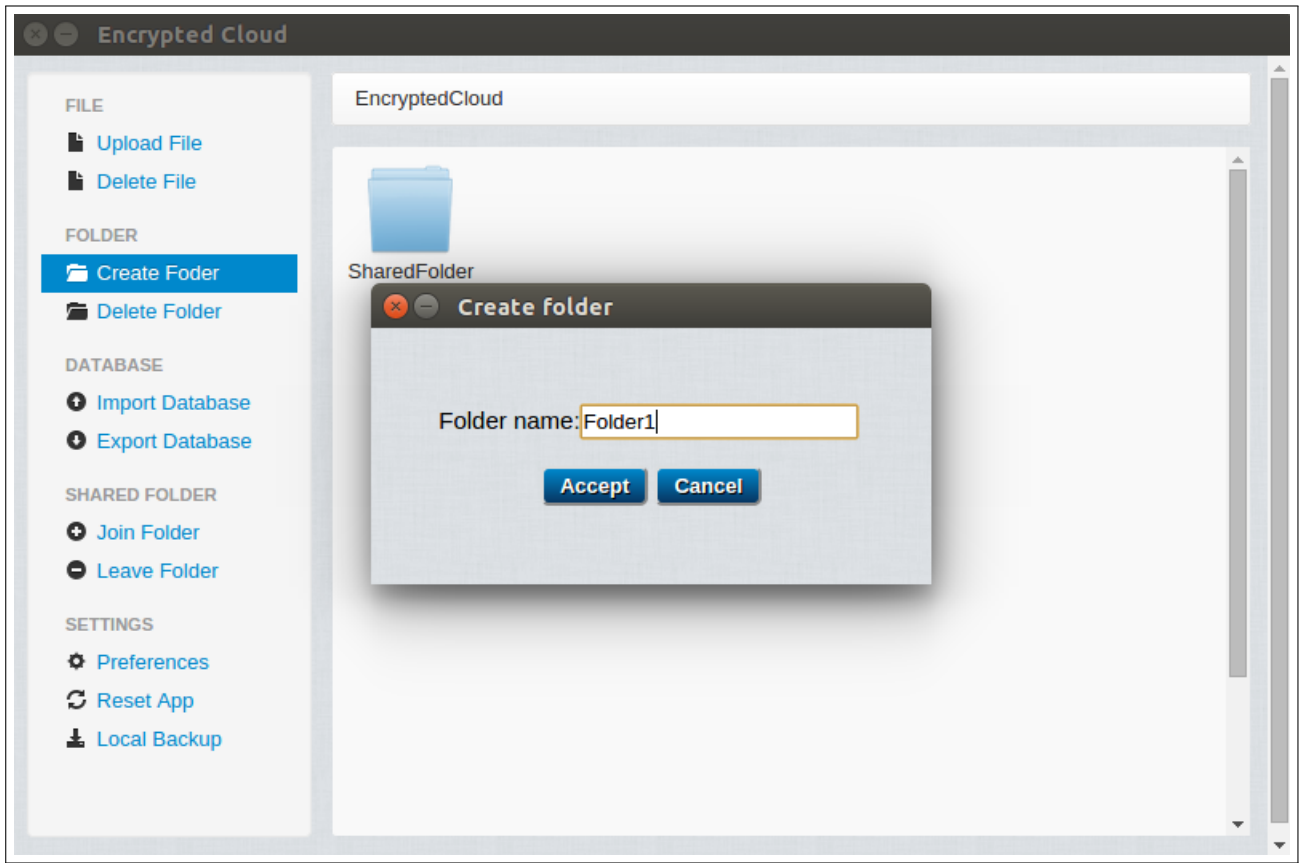 Encrypted Cloud
FILE
Upload File
Delete File
FOLDER
Create Foder
Delete Folder
DATABASE
Import Database
Export Database
SHARED FOLDER
Join Folder
Leave Folder
SETTINGS
Preferences
Reset App
Local Backup
EncryptedCloud
SharedFolder
Create folder
Folder name: Folder1
Accept Cancel